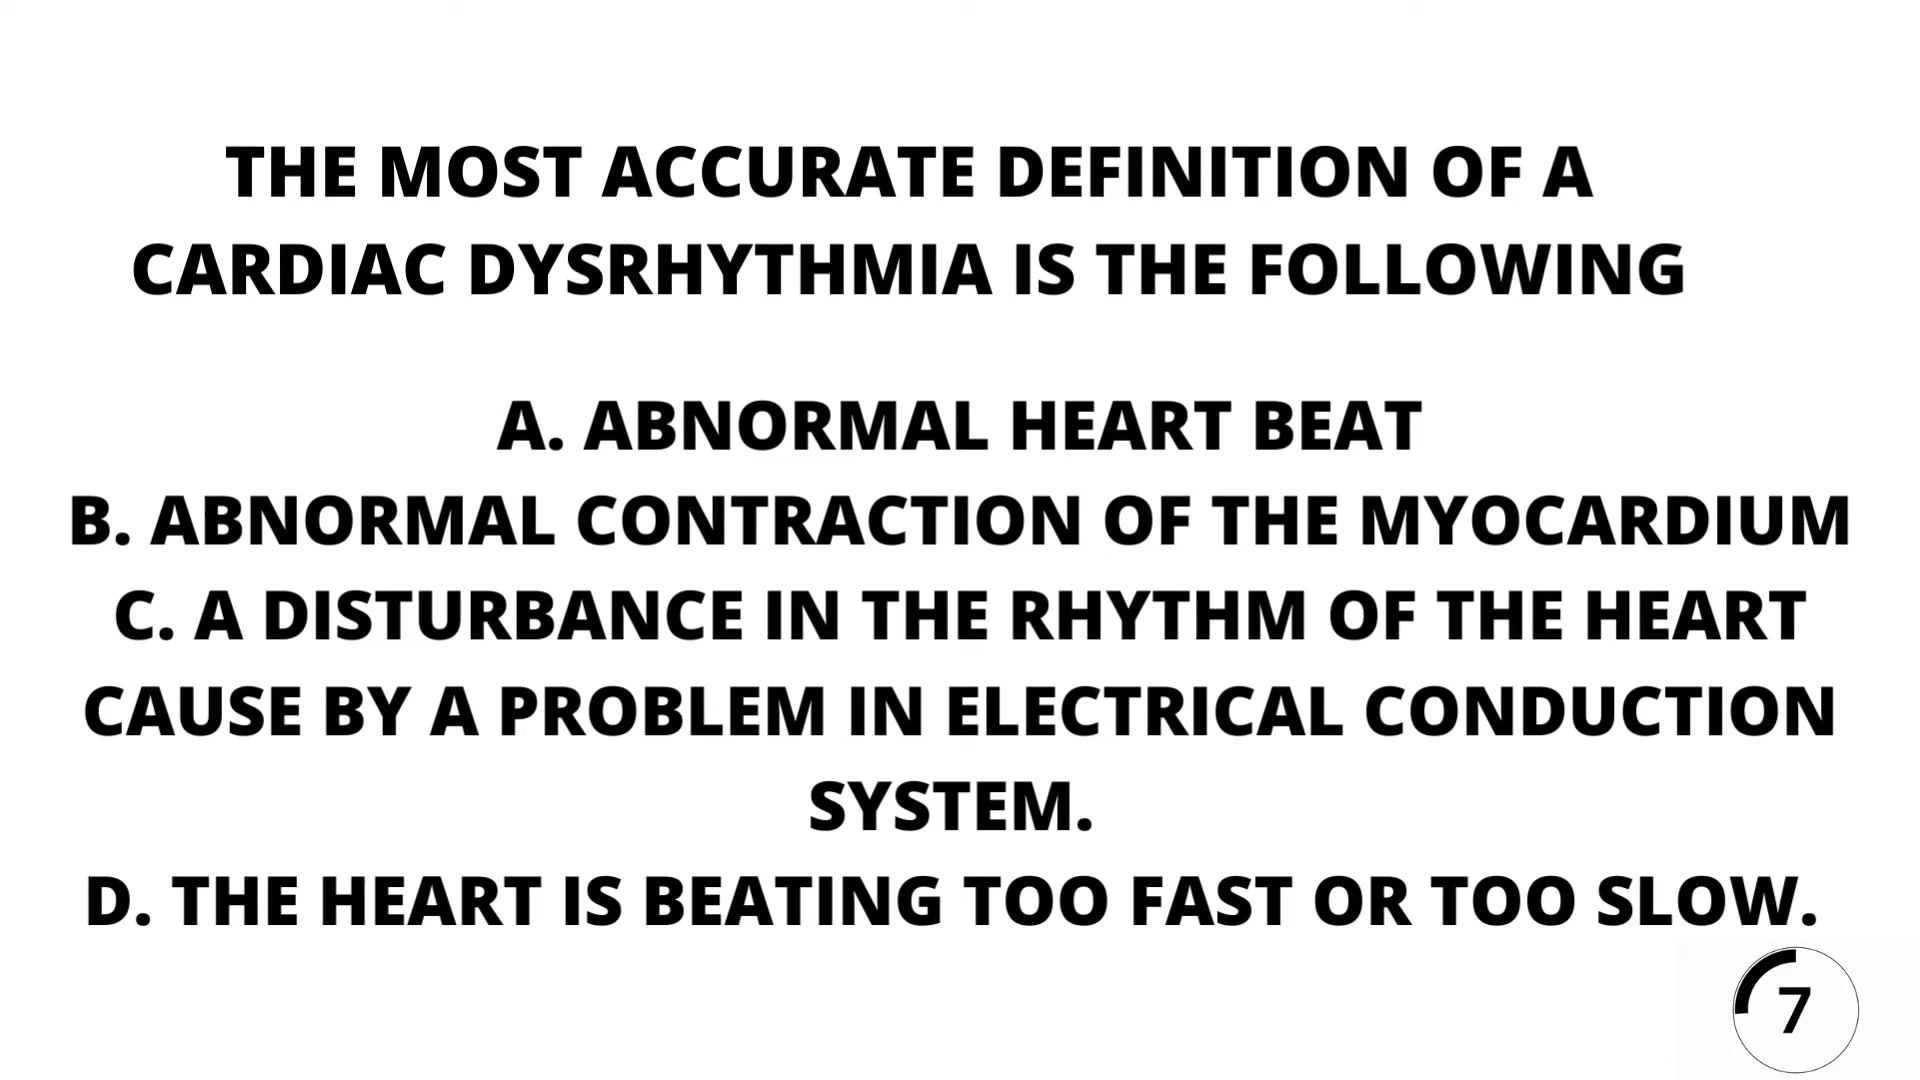 THE MOST ACCURATE DEFINITION OF A
CARDIAC DYSRHYTHMIA IS THE FOLLOWING
A. ABNORMAL HEART BEAT
B. ABNORMAL CONTRACTION OF THE MYOCARDIUM
C. A DISTURBANCE IN THE RHYTHM OF THE HEART
CAUSE BY A PROBLEM IN ELECTRICAL CONDUCTION
SYSTEM.
D. THE HEART IS BEATING TOO FAST OR TOO SLOW.
7